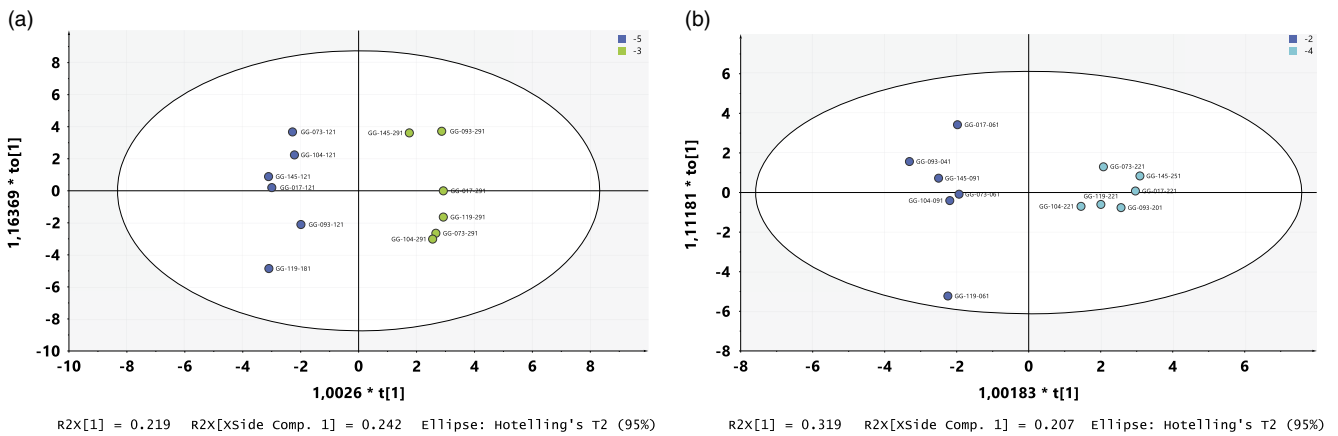 (a)
-5
-3
8
6
4
2
0
-2
-4
-6
-8
-10
1,16369 * to[1]
GG-073-121
GG-104-121
GG-145-121
GG-017-121
GG-093-121
GG-119-181
GG-145-291
GG-093-291
GG-017-291
GG-119-291
GG-073-291
GG-104-291
-10 -8 -6 -4 -2 0 2 4 6 8
1,0026 * t[1]
R2X[1] = 0.219 R2X[XSide Comp. 1] = 0.242 Ellipse: Hotelling's T2 (95%)
(b)
-2
-4
6
4
2
0
-2
-4
-6
-8
1,11181 * to[1]
GG-017-061
GG-093-041
GG-145-091
GG-073-061
GG-104-091
GG-119-061
GG-073-221
GG-145-251
GG-017-221
GG-119-221
GG-104-221
GG-093-201
-8 -6 -4 -2 0 2 4 6
1,00183 * t[1]
R2X[1] = 0.319 R2X[XSide Comp. 1] = 0.207 Ellipse: Hotelling's T2 (95%)